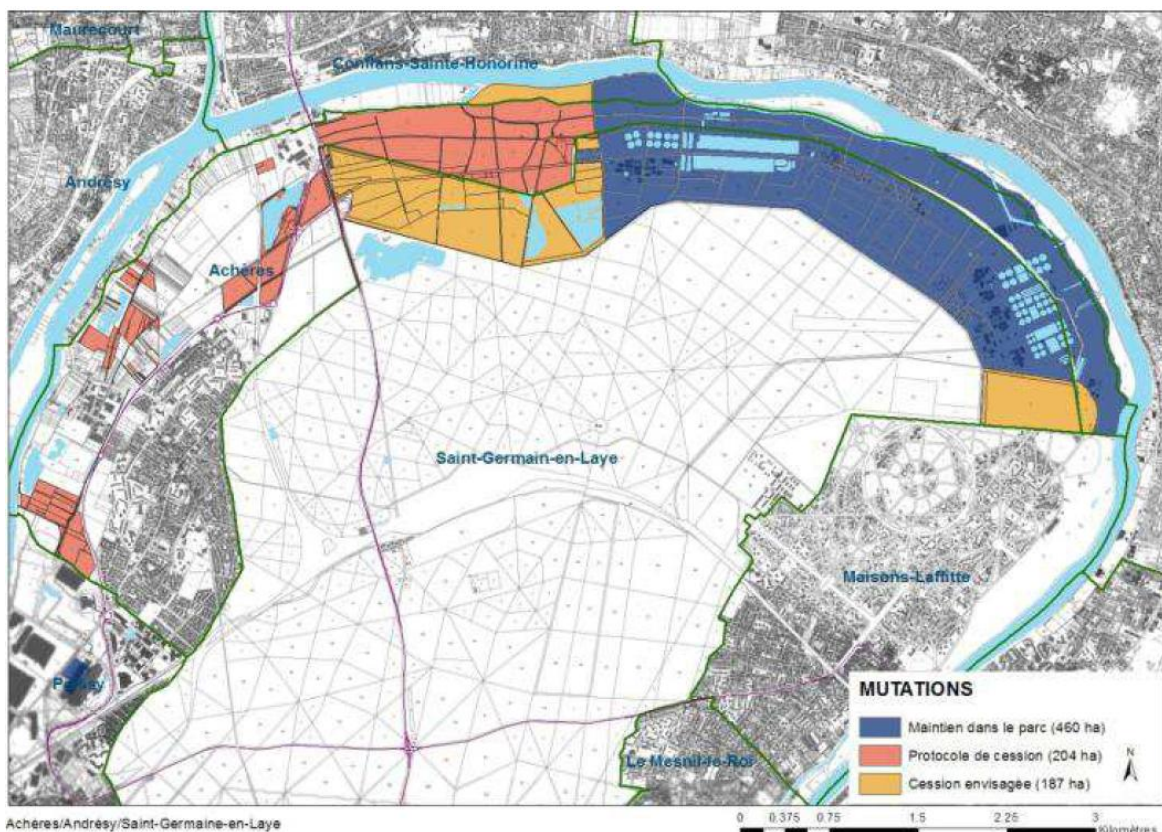 Maurecourt
Conflans-Sainte-Honorine
Andrésy
Achères
Saint-Germain-en-Laye
Maisons-Laffitte
Le Mesnil-le-Roi
MUTATIONS
Maintien dans le parc (460 ha)
Protocole de cession (204 ha)
Cession envisagée (187 ha)
N
Achères/Andrésy/Saint-Germaine-en-Laye
0 0.375 0.75 1.5 2.25 3
Kilomètres